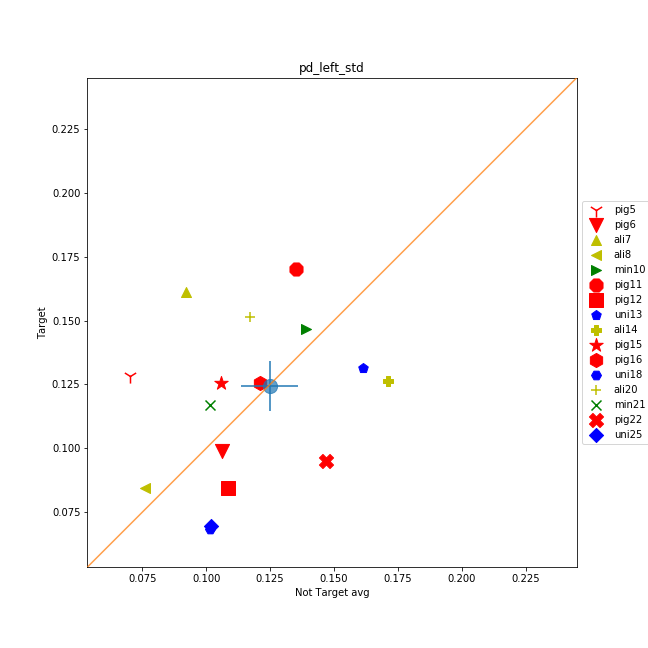 pd_left_std
0.225
0.200
0.175
0.150
0.125
0.100
0.075
Target
0.075
0.100
0.125
0.150
0.175
0.200
0.225
Not Target avg
pig5
pig6
ali7
ali8
min10
pig11
pig12
uni13
ali14
pig15
pig16
uni18
ali20
min21
pig22
uni25